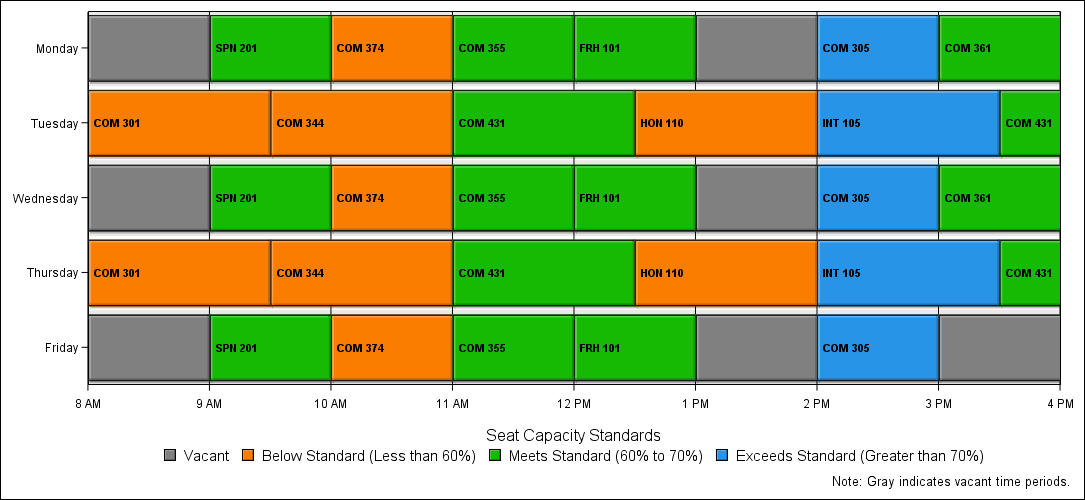 Monday SPN 201 COM 374 COM 355 FRH 101 COM 305 COM 361
Tuesday COM 301 COM 344 COM 431 HON 110 INT 105 COM 431
Wednesday SPN 201 COM 374 COM 355 FRH 101 COM 305 COM 361
Thursday COM 301 COM 344 COM 431 HON 110 INT 105 COM 431
Friday SPN 201 COM 374 COM 355 FRH 101 COM 305
8 AM 9 AM 10 AM 11 AM 12 PM 1 PM 2 PM 3 PM 4 PM
Seat Capacity Standards
Vacant Below Standard (Less than 60%) Meets Standard (60% to 70%) Exceeds Standard (Greater than 70%)
Note: Gray indicates vacant time periods.